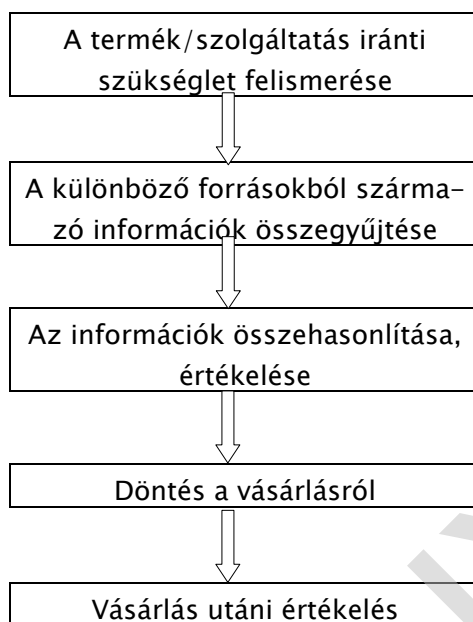 A termék/szolgáltatás iránti
szükséglet felismerése
A különböző forrásokból szárma-
zó információk összegyűjtése
Az információk összehasonlítása,
értékelése
Döntés a vásárlásról
Vásárlás utáni értékelés